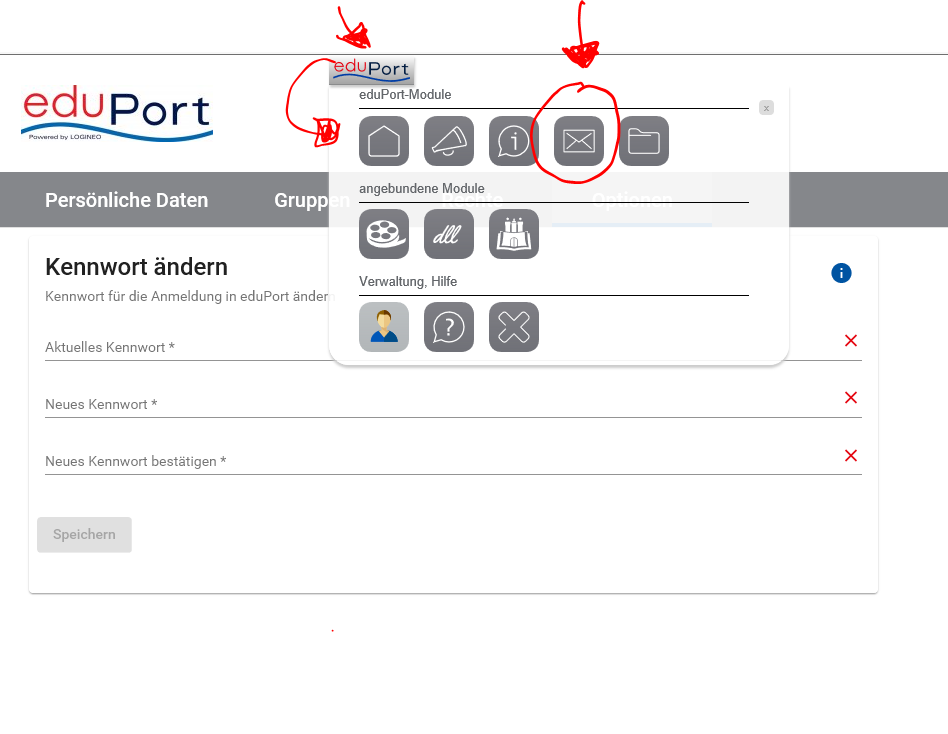 eduPort
eduPort-Module
x
eduPort
Powered by LOGINEO
i
Persönliche Daten
Gruppen
Rechte
Optionen
angebundene Module
dll
Kennwort ändern
i
Verwaltung, Hilfe
Kennwort für die Anmeldung in eduPort änder
?
Aktuelles Kennwort *
Neues Kennwort *
Neues Kennwort bestätigen *
Speichern